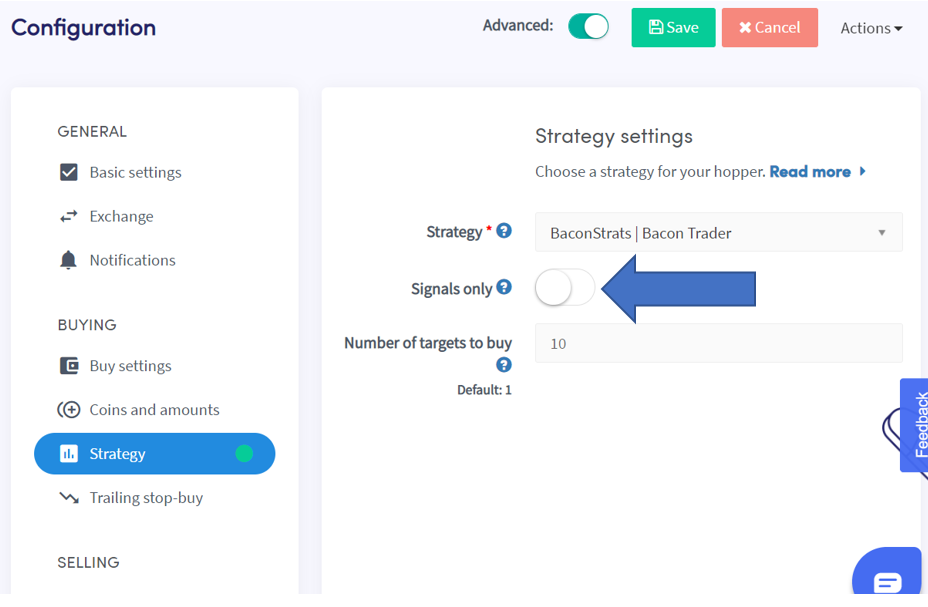 Configuration
Advanced:
Save
Cancel
Actions
GENERAL
Basic settings
Exchange
Notifications
BUYING
Buy settings
Coins and amounts
Strategy
Trailing stop-buy
SELLING
Strategy settings
Choose a strategy for your hopper. Read more
Strategy * ?
BaconStrats | Bacon Trader
Signals only ?
Number of targets to buy
?
Default: 1
10
Feedback